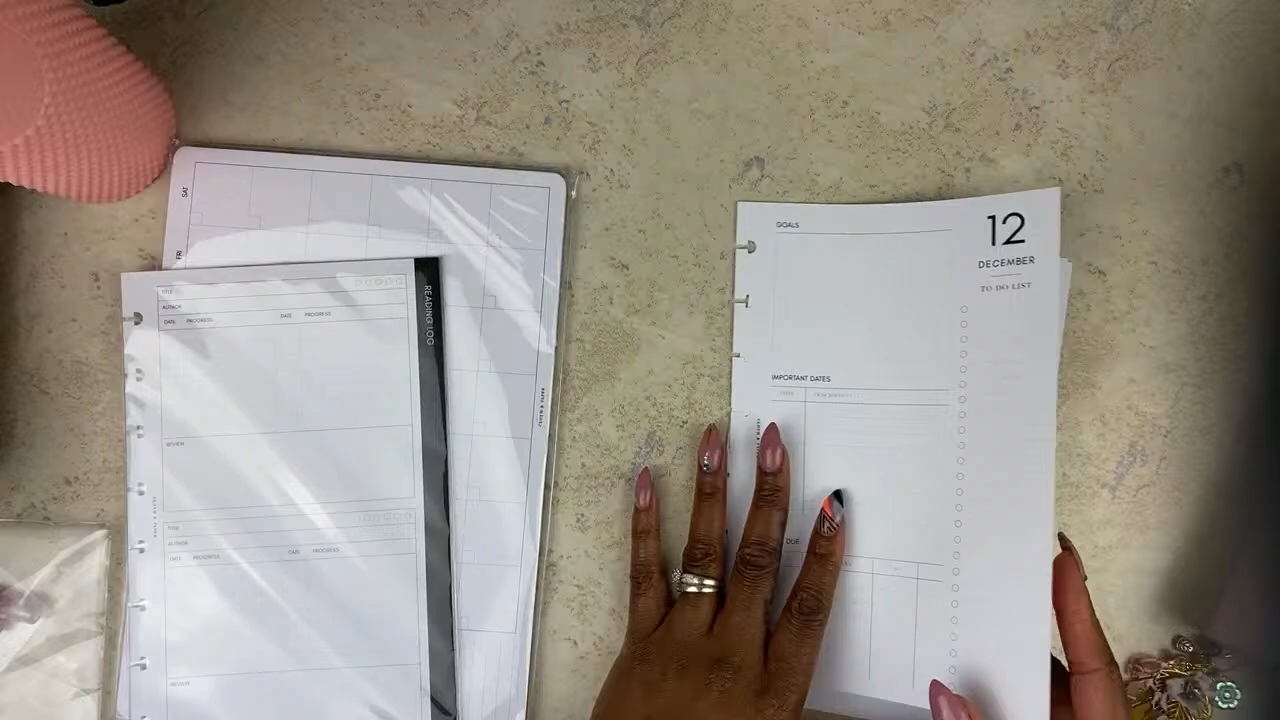 SAT
FRI
READING LOG
TITLE
AUTHOR
DATE PROGRESS DATE PROGRESS
REVIEW
TITLE
AUTHOR
DATE PROGRESS DATE PROGRESS
REVIEW
GOALS
12
DECEMBER
TO DO LIST
IMPORTANT DATES
DUE